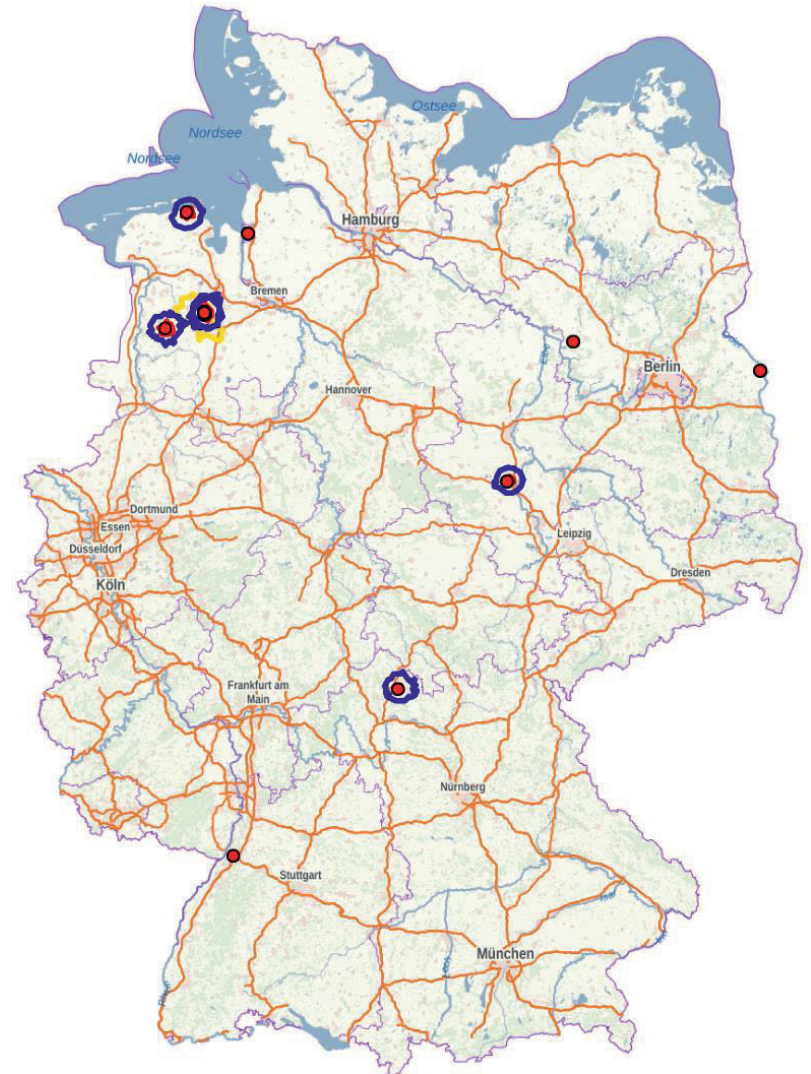 Ostsee
Nordsee
Nordsee
Hamburg
Bremen
Berlin
Hannover
Dortmund
Essen
Düsseldorf
Köln
Leipzig
Dresden
Frankfurt am
Main
Nürnberg
Stuttgart
München